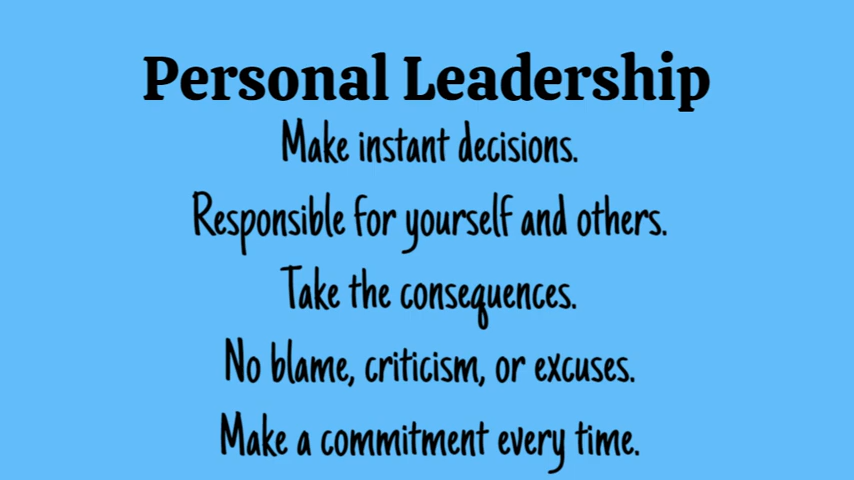 Personal Leadership
Make instant decisions.
Responsible for yourself and others.
Take the consequences.
No blame, criticism, or excuses.
Make a commitment every time.